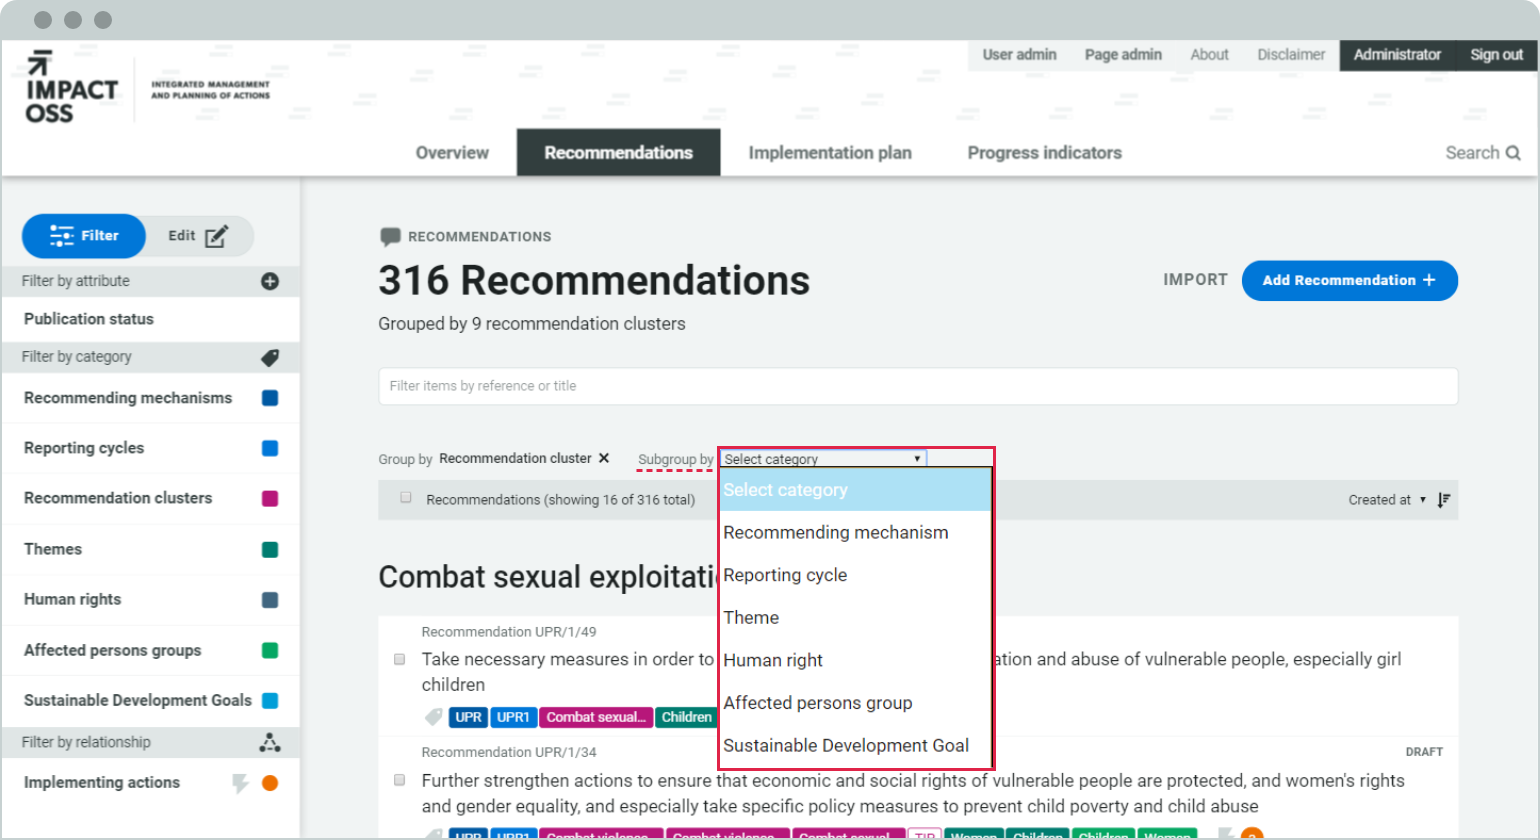 User admin Page admin About Disclaimer Administrator Sign out
IMPACT
OSS
INTEGRATED MANAGEMENT
AND PLANNING OF ACTIONS
Overview Recommendations Implementation plan Progress indicators Search
Filter Edit
Filter by attribute
Publication status
Filter by category
Recommending mechanisms
Reporting cycles
Recommendation clusters
Themes
Human rights
Affected persons groups
Sustainable Development Goals
Filter by relationship
Implementing actions
RECOMMENDATIONS
316 Recommendations
IMPORT Add Recommendation +
Grouped by 9 recommendation clusters
Filter items by reference or title
Group by Recommendation cluster ✕ Subgroup by Select category
Recommendations (showing 16 of 316 total) Created at
Select category
Recommending mechanism
Reporting cycle
Theme
Human right
Affected persons group
Sustainable Development Goal
Combat sexual exploitati
Recommendation UPR/1/49
Take necessary measures in order to ation and abuse of vulnerable people, especially girl
children
UPR UPR1 Combat sexual... Children
Recommendation UPR/1/34 DRAFT
Further strengthen actions to ensure that economic and social rights of vulnerable people are protected, and women's rights
and gender equality, and especially take specific policy measures to prevent child poverty and child abuse
UPR UPR1 Combat violence... Combat violence... Combat sexual... TIP Women Children Children Women 2